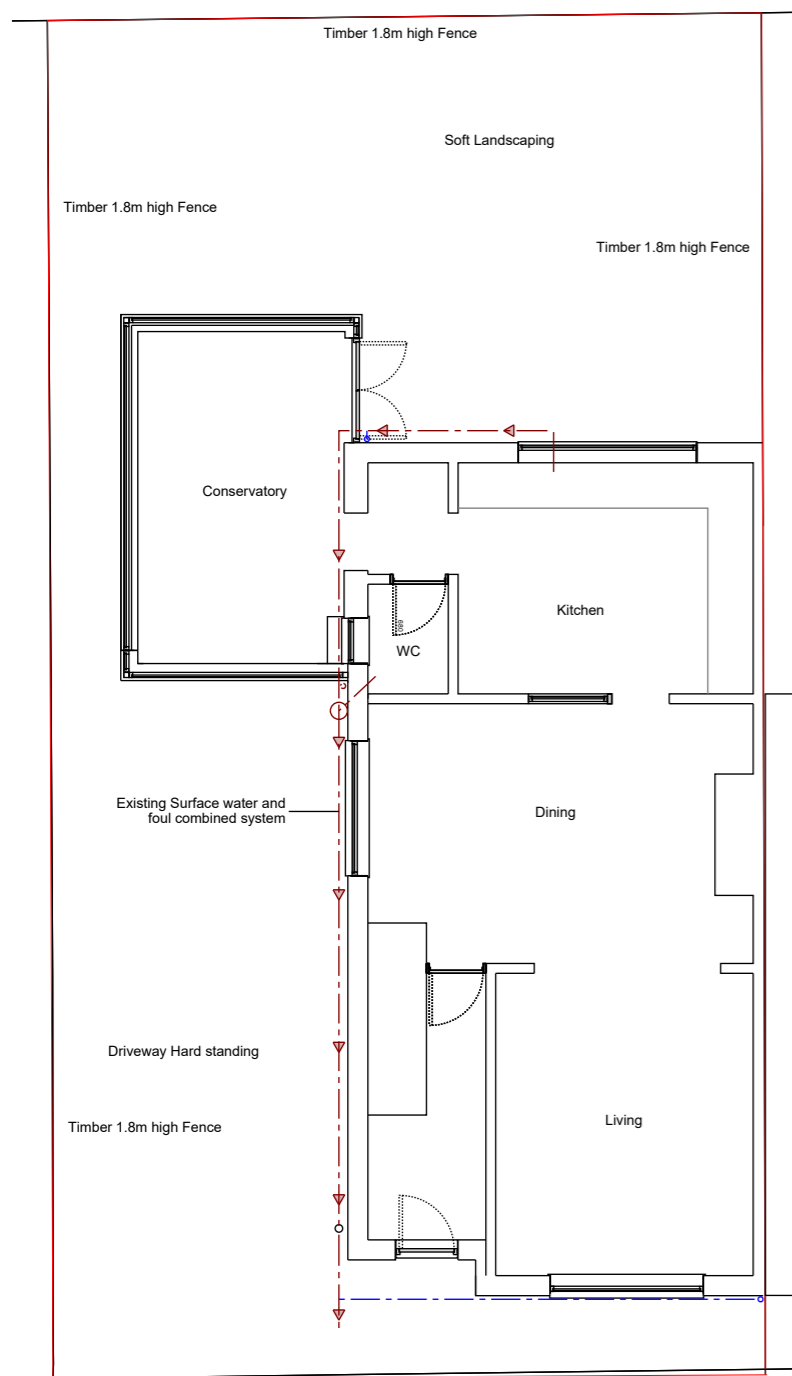 Timber 1.8m high Fence
Soft Landscaping
Timber 1.8m high Fence
Timber 1.8m high Fence
Conservatory
Kitchen
680
WC
Existing Surface water and
foul combined system
Dining
Driveway Hard standing
Living
Timber 1.8m high Fence